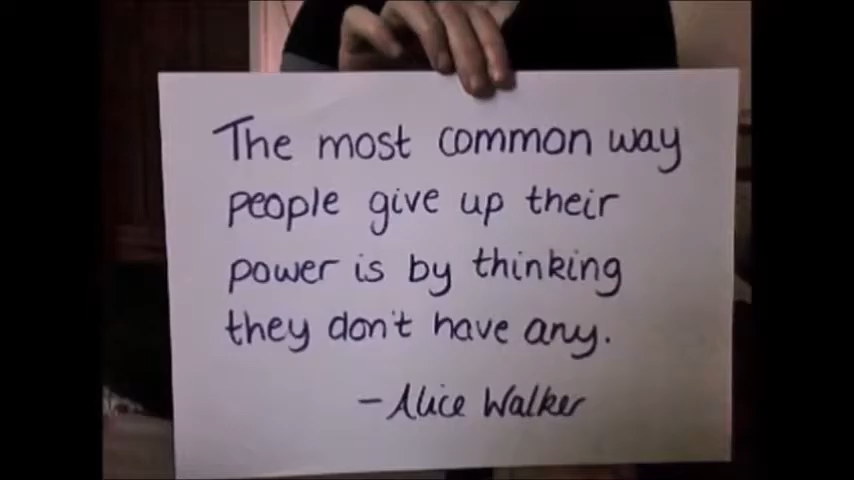 The most common way
people give up their
power is by thinking
they don't have any.
- Alice Walker